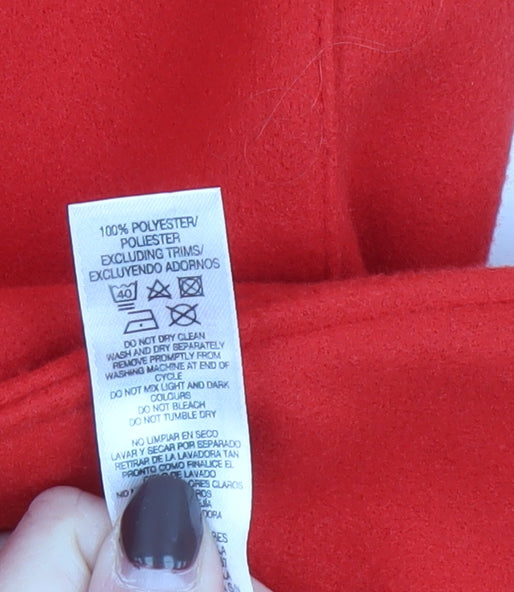 100% POLYESTER/
POLIESTER
EXCLUDING TRIMS/
EXCLUYENDO ADORNOS
40
DO NOT DRY CLEAN
WASH AND DRY SEPARATELY
REMOVE PROMPTLY FROM
WASHING MACHINE AT END OF
CYCLE
DO NOT MIX LIGHT AND DARK
COLOURS
DO NOT BLEACH
DO NOT TUMBLE DRY
NO LIMPIAR EN SECO
LAVAR Y SECAR POR SEPARADO
RETIRAR DE LA LAVADORA TAN
PRONTO COMO FINALICE EL
DE LAVADO
CLAROS